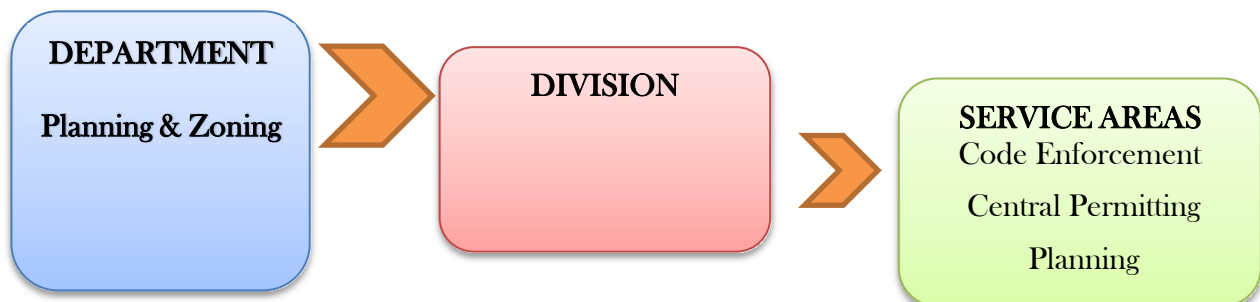 DEPARTMENT
Planning & Zoning
DIVISION
SERVICE AREAS
Code Enforcement
Central Permitting
Planning